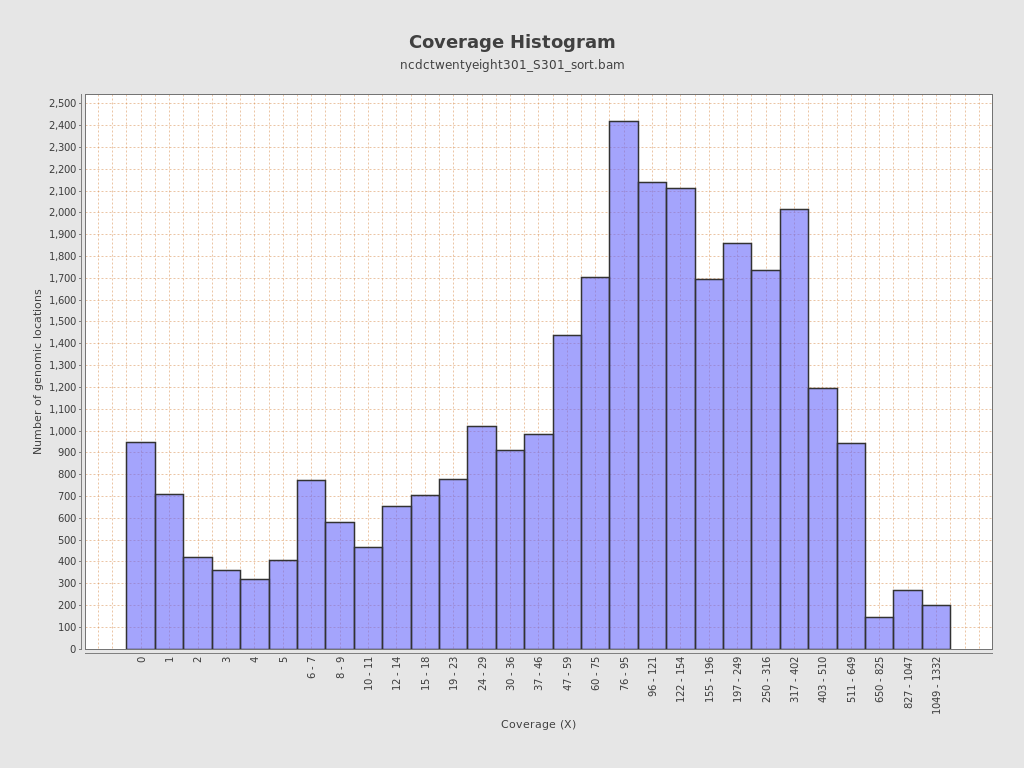 Coverage Histogram
ncdctwentyeight301_S301_sort.bam
Number of genomic locations
2,500
2,400
2,300
2,200
2,100
2,000
1,900
1,800
1,700
1,600
1,500
1,400
1,300
1,200
1,100
1,000
900
800
700
600
500
400
300
200
100
0
0
1
2
3
4
5
6 - 7
8 - 9
10 - 11
12 - 14
15 - 18
19 - 23
24 - 29
30 - 36
37 - 46
47 - 59
60 - 75
76 - 95
96 - 121
122 - 154
155 - 196
197 - 249
250 - 316
317 - 402
403 - 510
511 - 649
650 - 825
827 - 1047
1049 - 1332
Coverage (X)